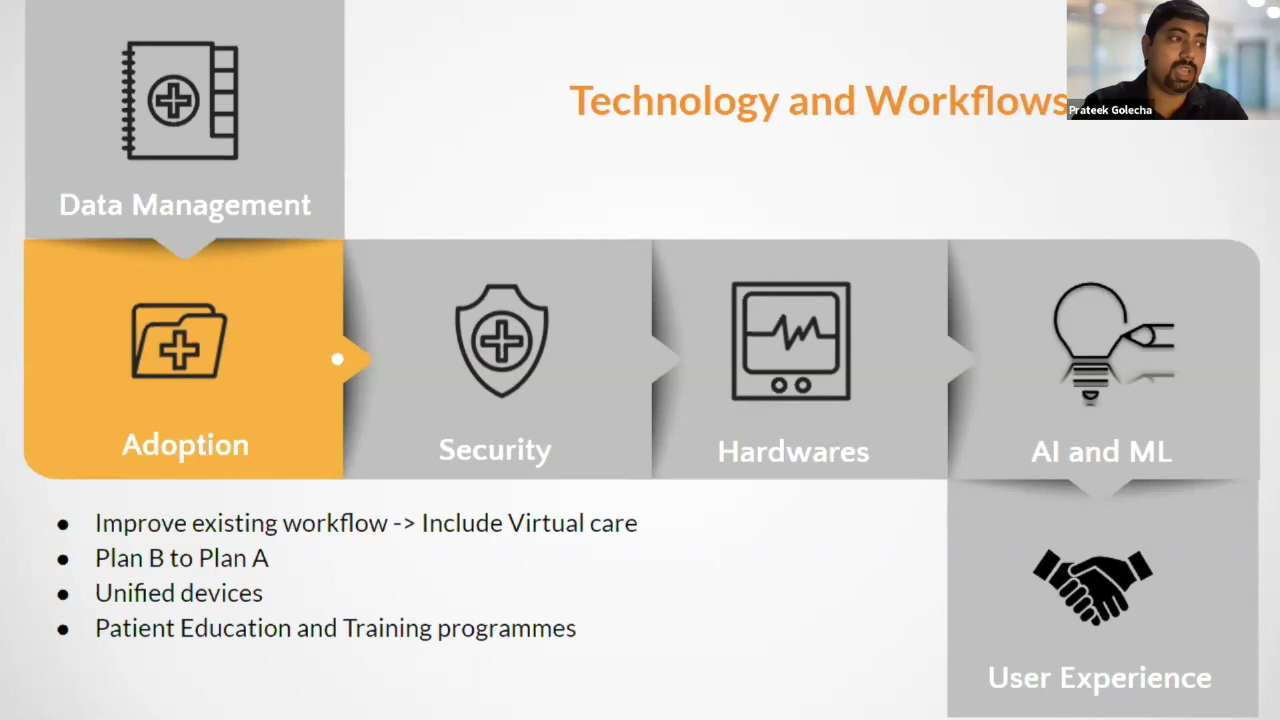 Technology and Workflows
Prateek Golecha
Data Management
Adoption
Security
Hardwares
AI and ML
● Improve existing workflow -> Include Virtual care
● Plan B to Plan A
● Unified devices
● Patient Education and Training programmes
User Experience